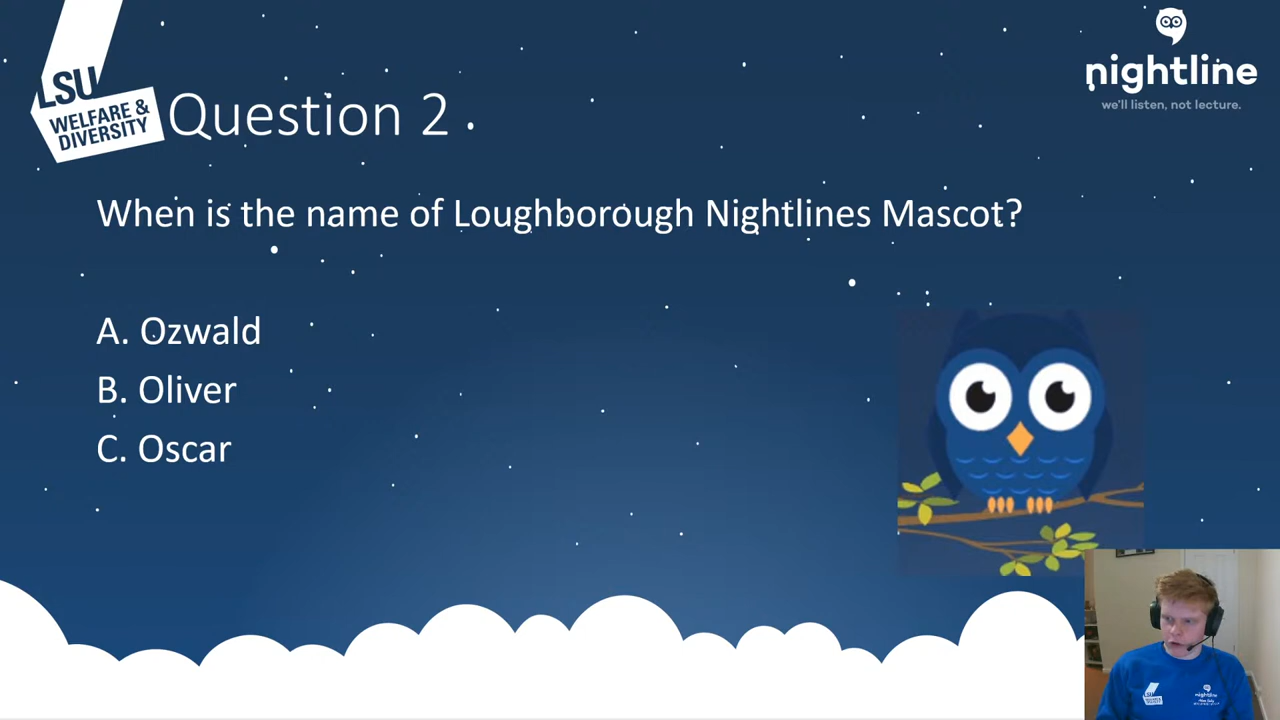 LSU
WELFARE &
DIVERSITY
nightline
we'll listen, not lecture.
Question 2
When is the name of Loughborough Nightlines Mascot?
A. Ozwald
B. Oliver
C. Oscar
nightline